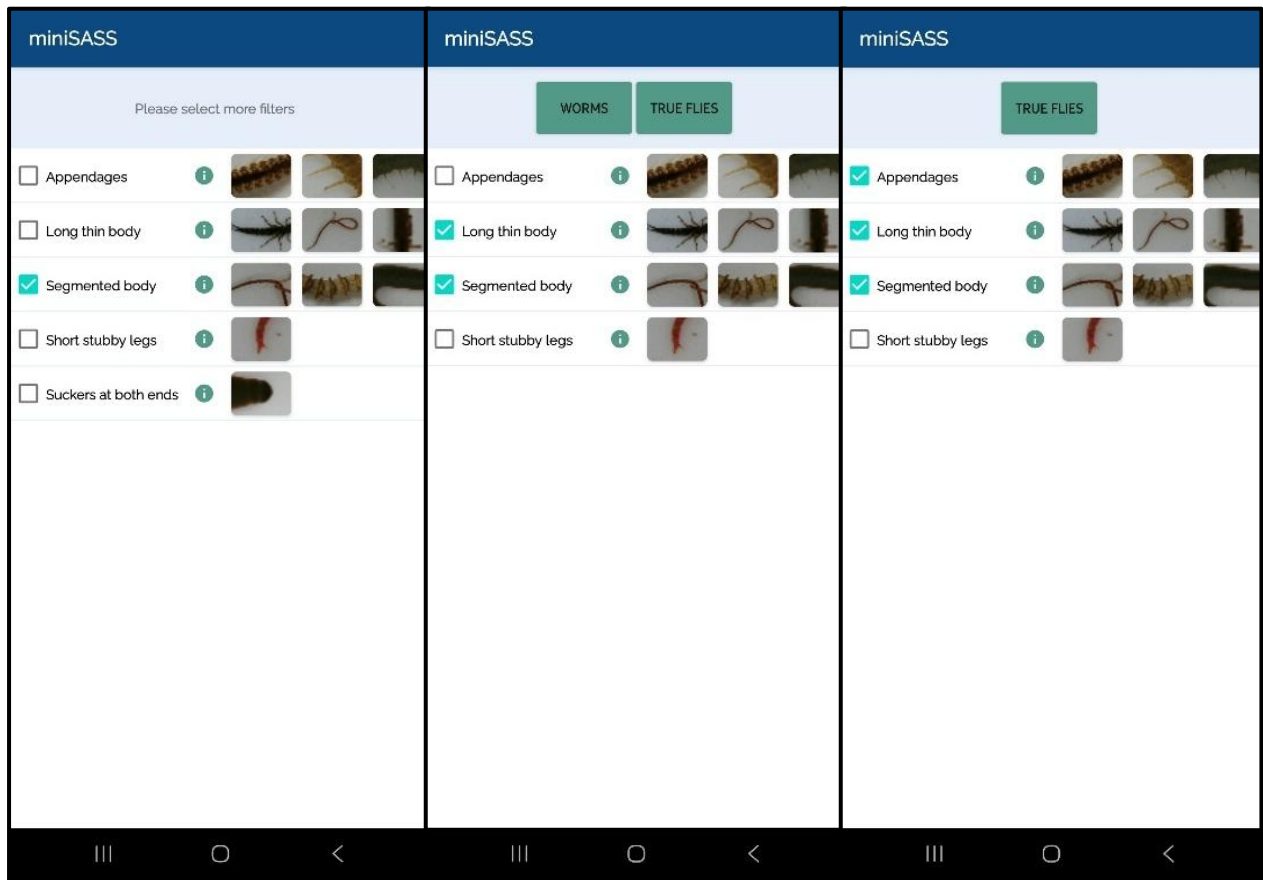 miniSASS
Please select more filters
Appendages
Long thin body
Segmented body
Short stubby legs
Suckers at both ends
miniSASS
WORMS TRUE FLIES
Appendages
Long thin body
Segmented body
Short stubby legs
miniSASS
TRUE FLIES
Appendages
Long thin body
Segmented body
Short stubby legs